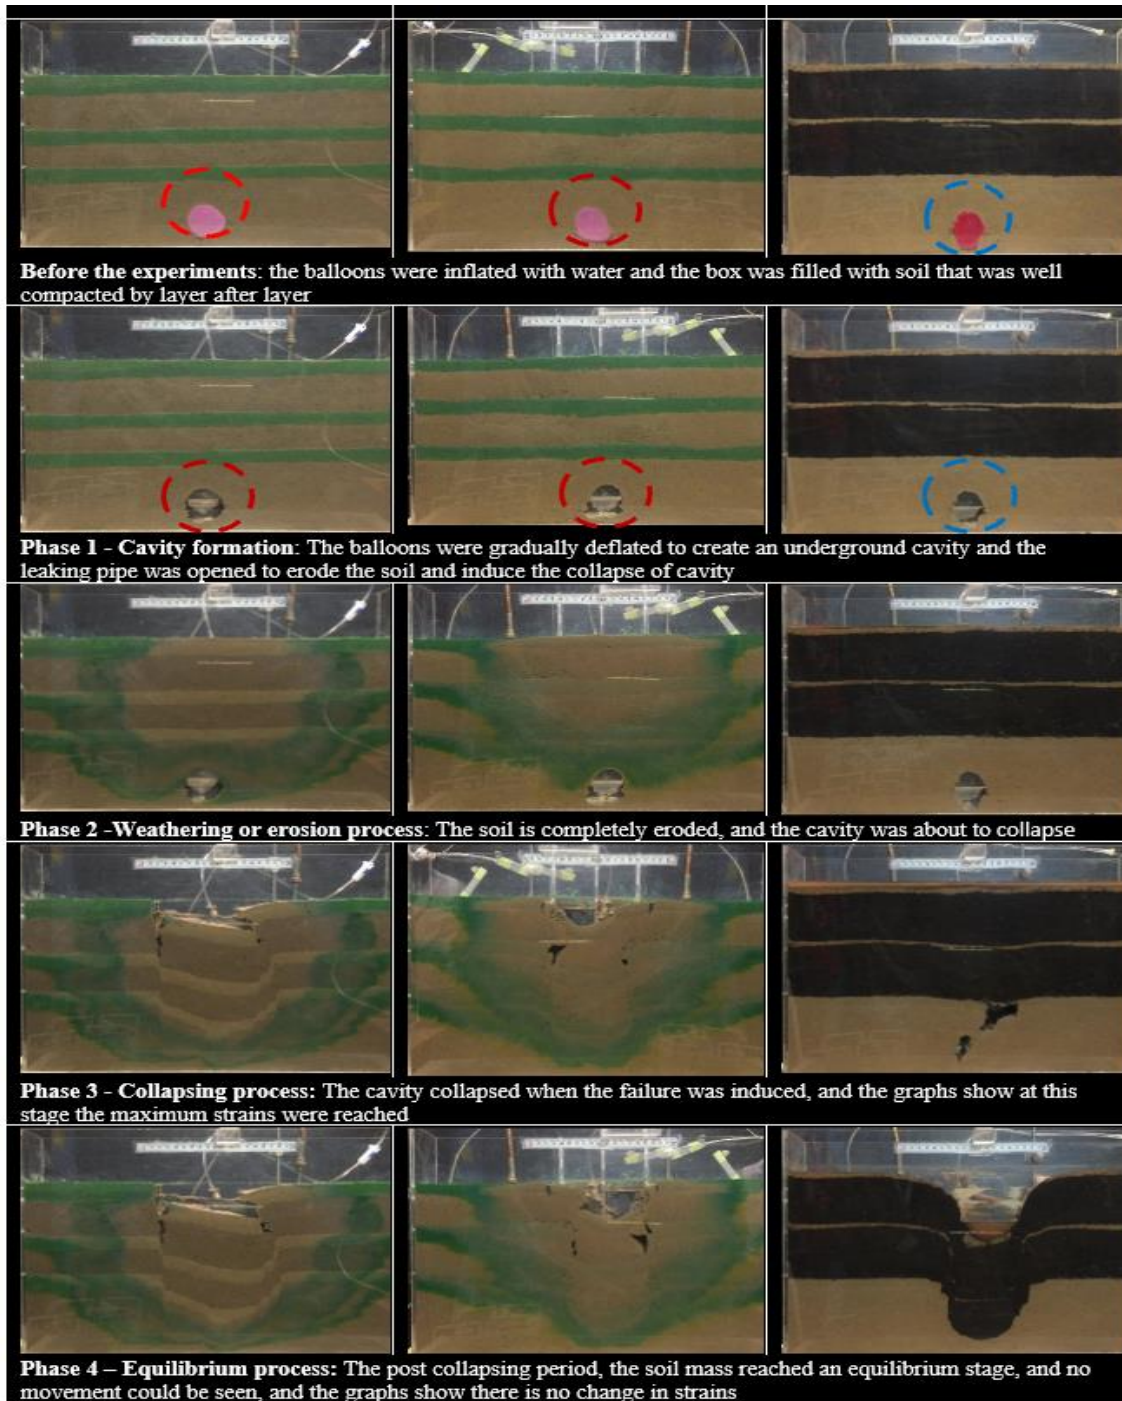 Before the experiments: the balloons were inflated with water and the box was filled with soil that was well
compacted by layer after layer
Phase 1 - Cavity formation: The balloons were gradually deflated to create an underground cavity and the
leaking pipe was opened to erode the soil and induce the collapse of cavity
Phase 2 -Weathering or erosion process: The soil is completely eroded, and the cavity was about to collapse
Phase 3 - Collapsing process: The cavity collapsed when the failure was induced, and the graphs show at this
stage the maximum strains were reached
Phase 4 – Equilibrium process: The post collapsing period, the soil mass reached an equilibrium stage, and no
movement could be seen, and the graphs show there is no change in strains